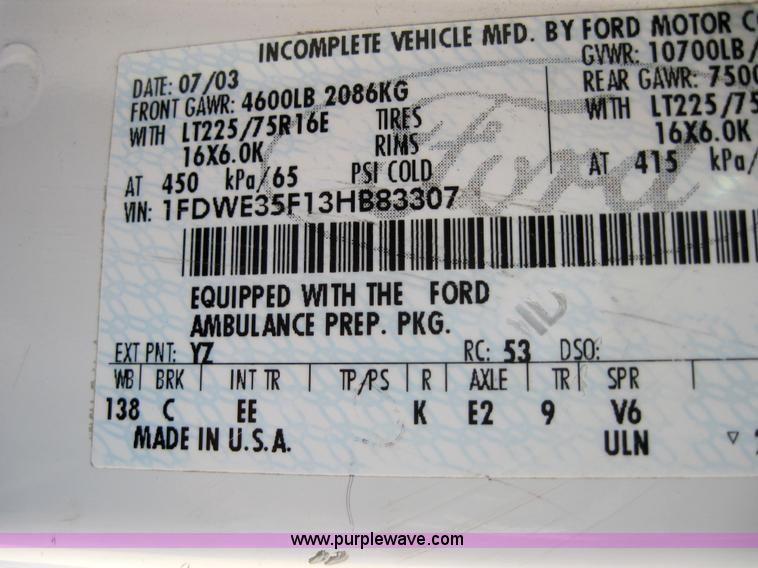 INCOMPLETE VEHICLE MFD. BY FORD MOTOR
DATE: 07/03 GVWR: 10700LB/
FRONT GAWR: 4600LB 2086KG REAR GAWR: 7500
WITH LT225/75R16E TIRES WITH LT225/75
16X6.0K RIMS 16X6.0K
AT 450 kPa/65 PSI COLD AT 415 kPa/
VIN: 1FDWE35F13HB83307
Ford
EQUIPPED WITH THE FORD
AMBULANCE PREP. PKG.
EXT PNT: YZ RC: 53 DSO:
WB BRK INT TR TP/PS R AXLE TR SPR
138 C EE K E2 9 V6
MADE IN U.S.A. ULN
www.purplewave.com